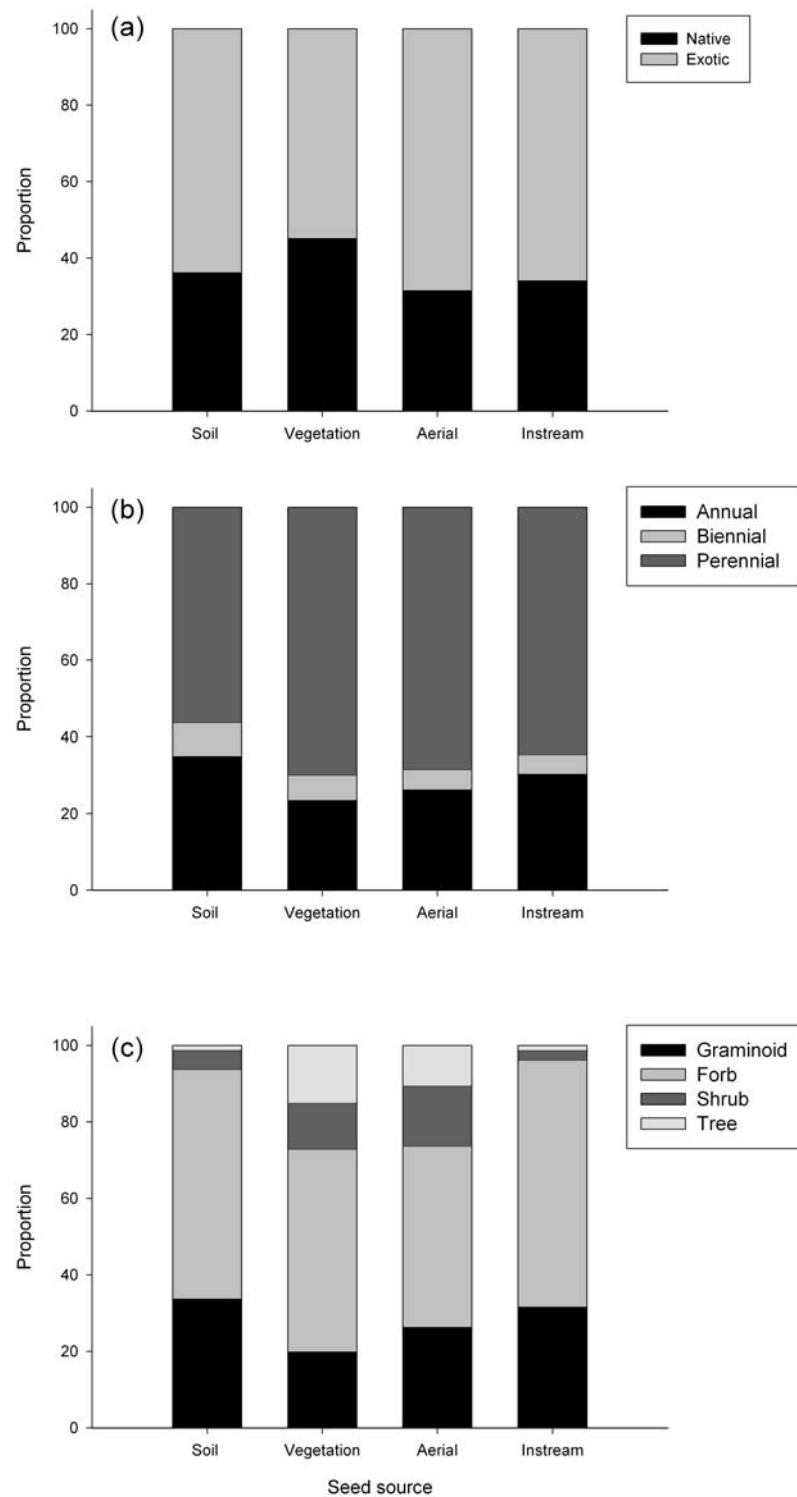 (a)
Native
Exotic
100
80
60
40
20
0
Proportion
Soil Vegetation Aerial Instream
(b)
Annual
Biennial
Perennial
100
80
60
40
20
0
Proportion
Soil Vegetation Aerial Instream
(c)
Graminoid
Forb
Shrub
Tree
100
80
60
40
20
0
Proportion
Soil Vegetation Aerial Instream
Seed source